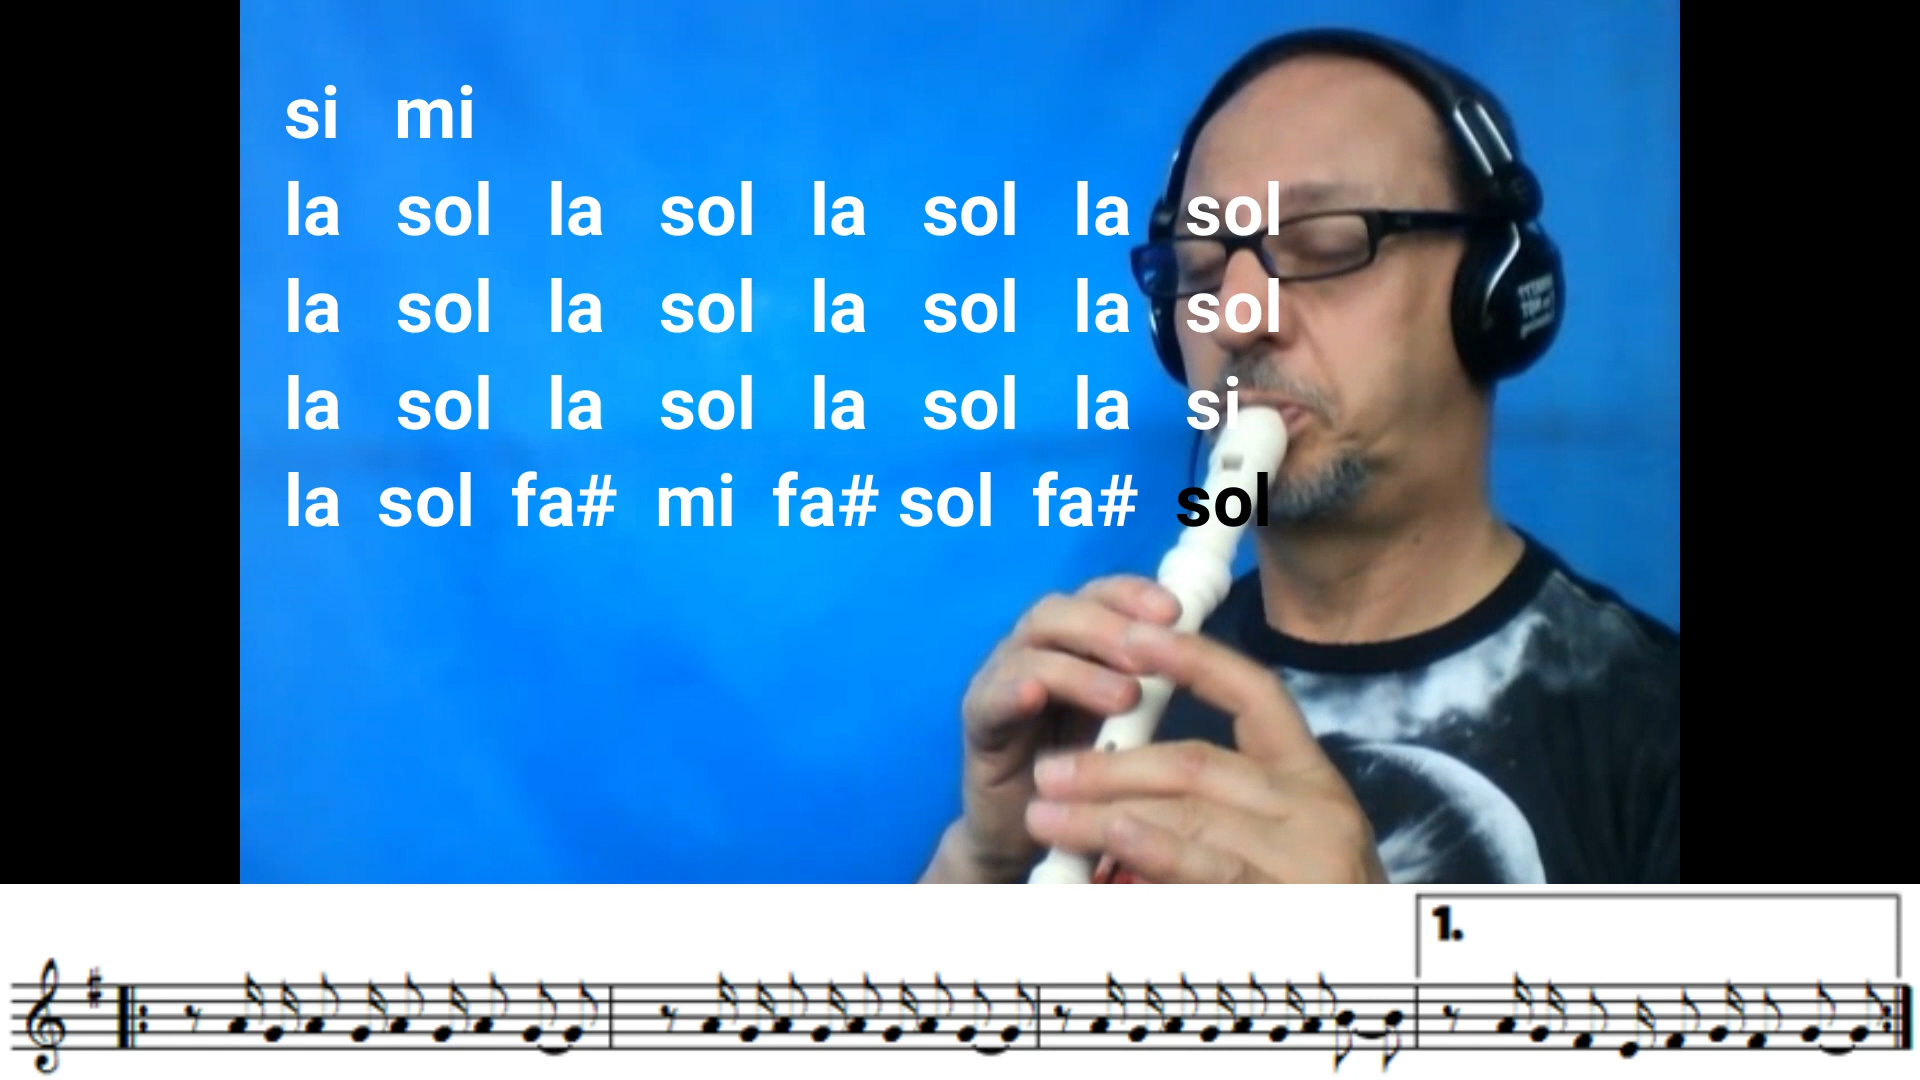 si mi
la sol la sol la sol la sol
la sol la sol la sol la sol
la sol la sol la sol la si
la sol fa# mi fa# sol fa# sol
1.